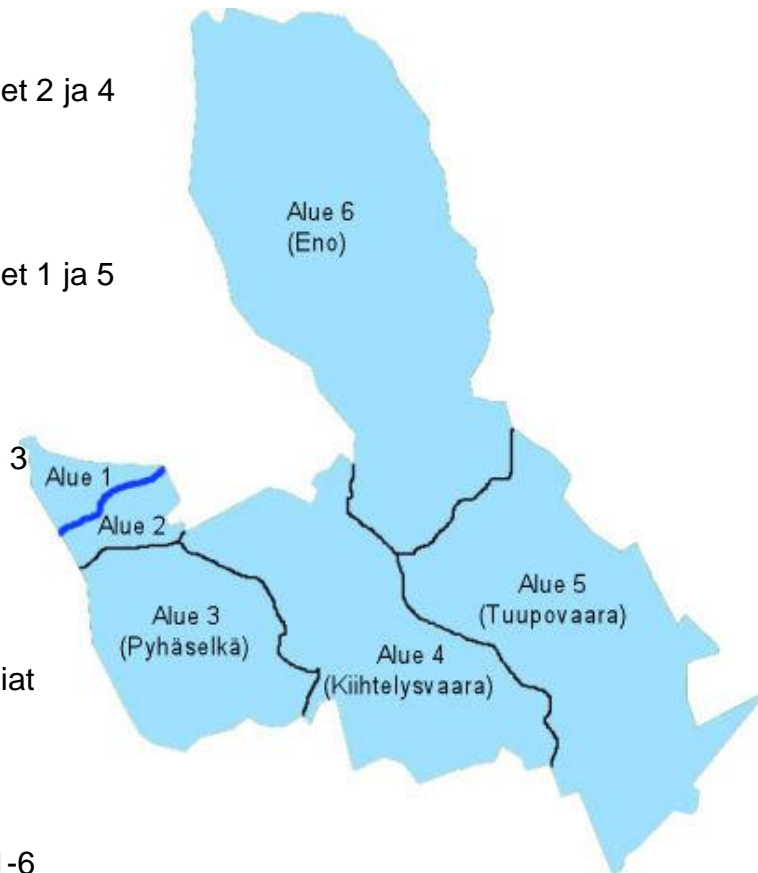 et 2 ja 4
Alue 6
(Eno)
et 1 ja 5
3
Alue 1
Alue 2
Alue 5
(Tuupovaara)
Alue 3
(Pyhäselkä)
Alue 4
(Kiihtelysvaara)
iat
-6